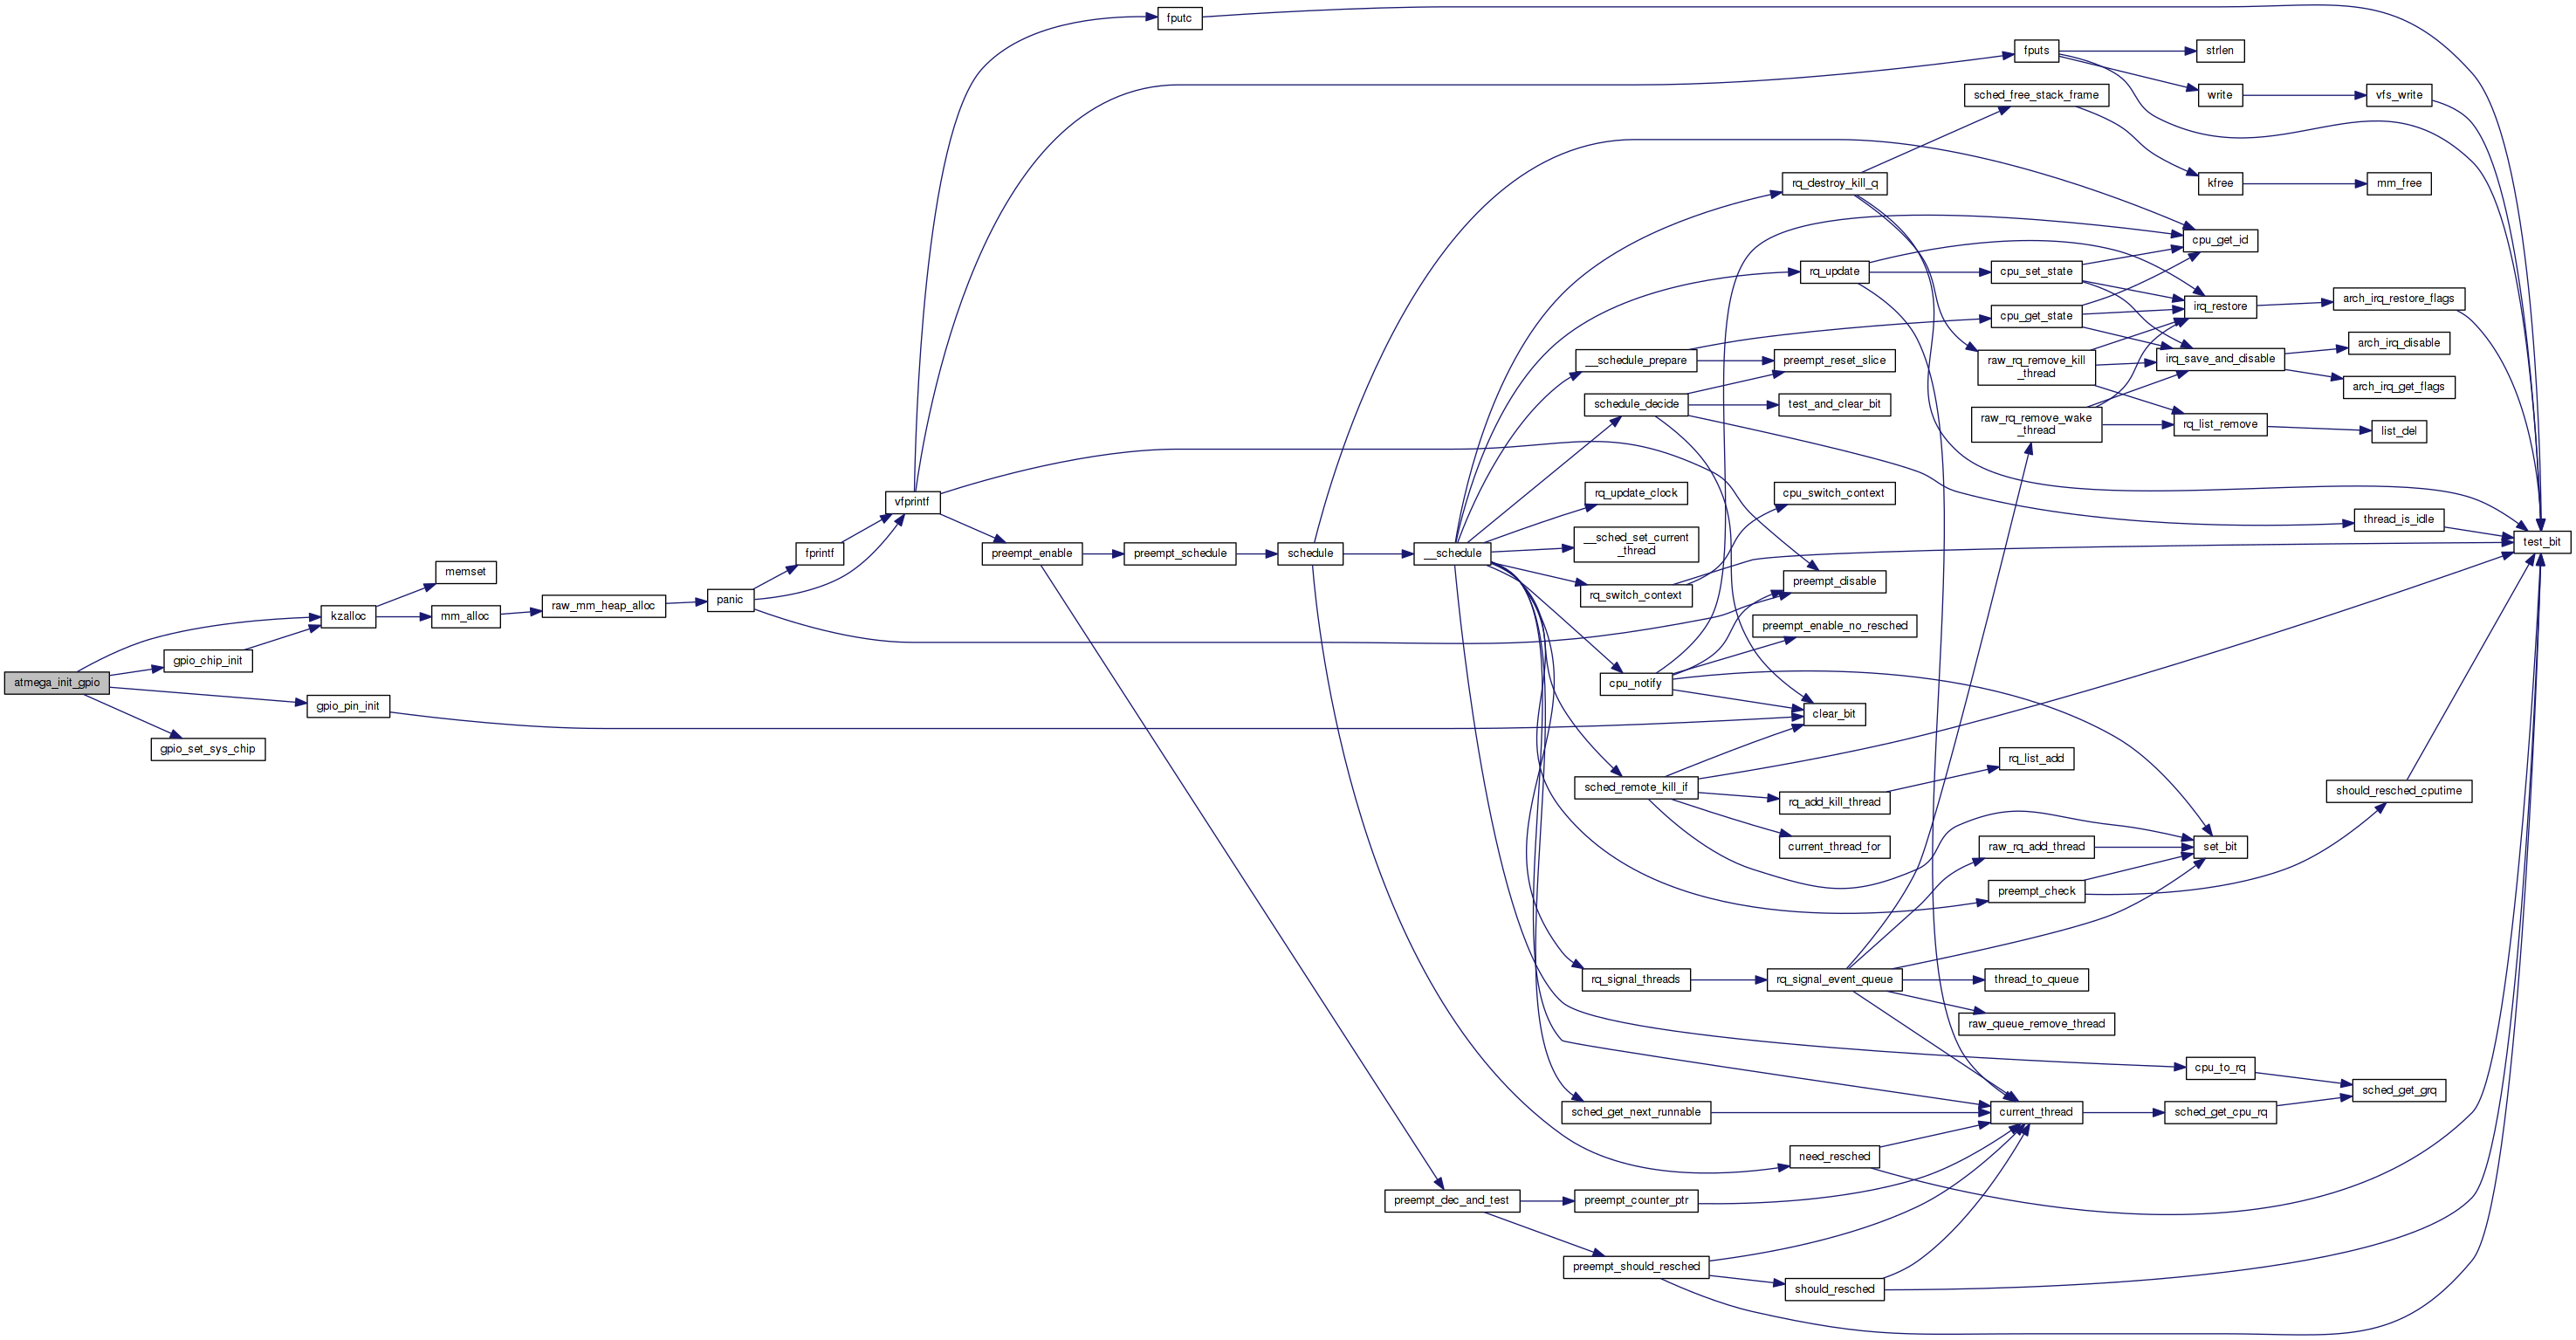 fputc
fputs
strlen
sched_free_stack_frame
write
vfs_write
rq_destroy_kill_q
kfree
mm_free
cpu_get_id
rq_update
cpu_set_state
arch_irq_restore_flags
irq_restore
cpu_get_state
arch_irq_disable
__schedule_prepare
preempt_reset_slice
raw_rq_remove_kill
_thread
irq_save_and_disable
arch_irq_get_flags
schedule_decide
test_and_clear_bit
raw_rq_remove_wake
_thread
rq_list_remove
list_del
vfprintf
rq_update_clock
cpu_switch_context
thread_is_idle
fprintf
preempt_enable
preempt_schedule
schedule
__schedule
__sched_set_current
_thread
test_bit
memset
preempt_disable
rq_switch_context
panic
raw_mm_heap_alloc
kzalloc
mm_alloc
preempt_enable_no_resched
gpio_chip_init
atmega_init_gpio
cpu_notify
gpio_pin_init
clear_bit
gpio_set_sys_chip
rq_list_add
sched_remote_kill_if
rq_add_kill_thread
should_resched_cputime
current_thread_for
raw_rq_add_thread
set_bit
preempt_check
rq_signal_threads
rq_signal_event_queue
thread_to_queue
raw_queue_remove_thread
cpu_to_rq
sched_get_grq
sched_get_next_runnable
current_thread
sched_get_cpu_rq
need_resched
preempt_dec_and_test
preempt_counter_ptr
preempt_should_resched
should_resched